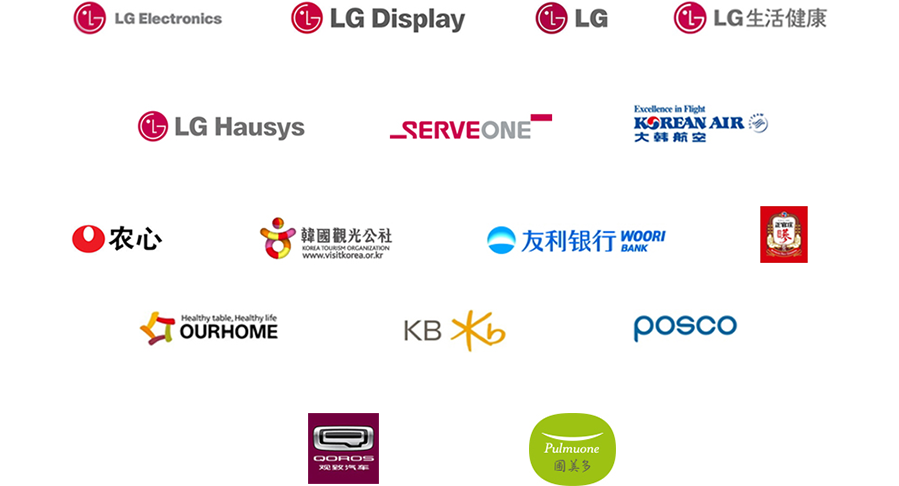 LG Electronics
LG Display
LG
LG生活健康
LG Hausys
SERVEONE
Excellence in Flight
KOREAN AIR
大韩航空
农心
韓國觀光公社
KOREA TOURISM ORGANIZATION
www.visitkorea.or.kr
友利银行 WOORI
BANK
正官庄
Healthy table, Healthy life
OURHOME
KB
posco
QOROS
观致汽车
Pulmuone
圃美多